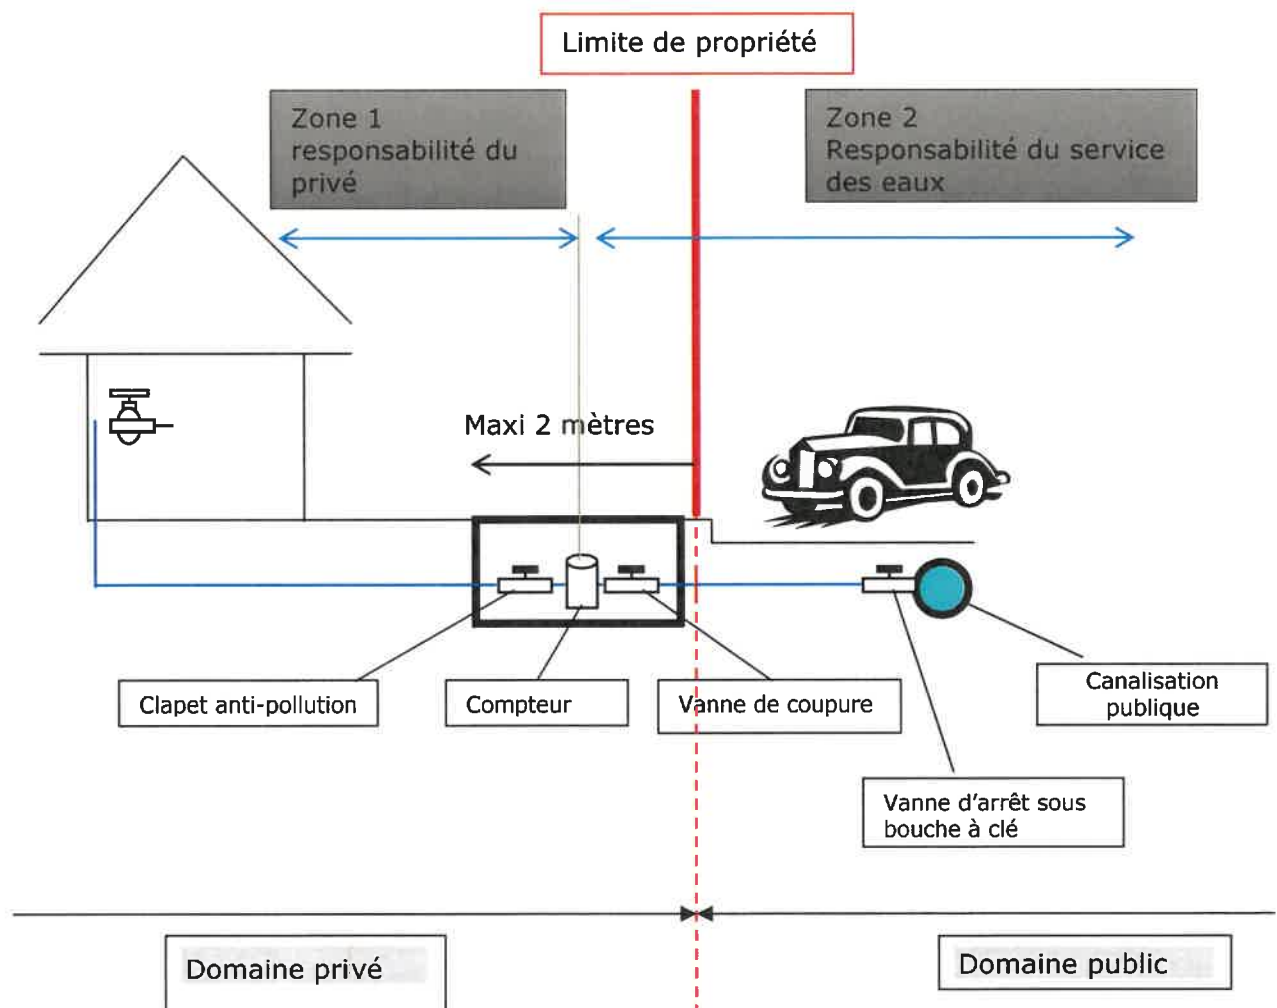 Limite de propriété
Zone 1
responsabilité du
privé
Zone 2
Responsabilité du service
des eaux
Maxi 2 mètres
Clapet anti-pollution
Compteur
Vanne de coupure
Canalisation
publique
Vanne d'arrêt sous
bouche à clé
Domaine privé
Domaine public